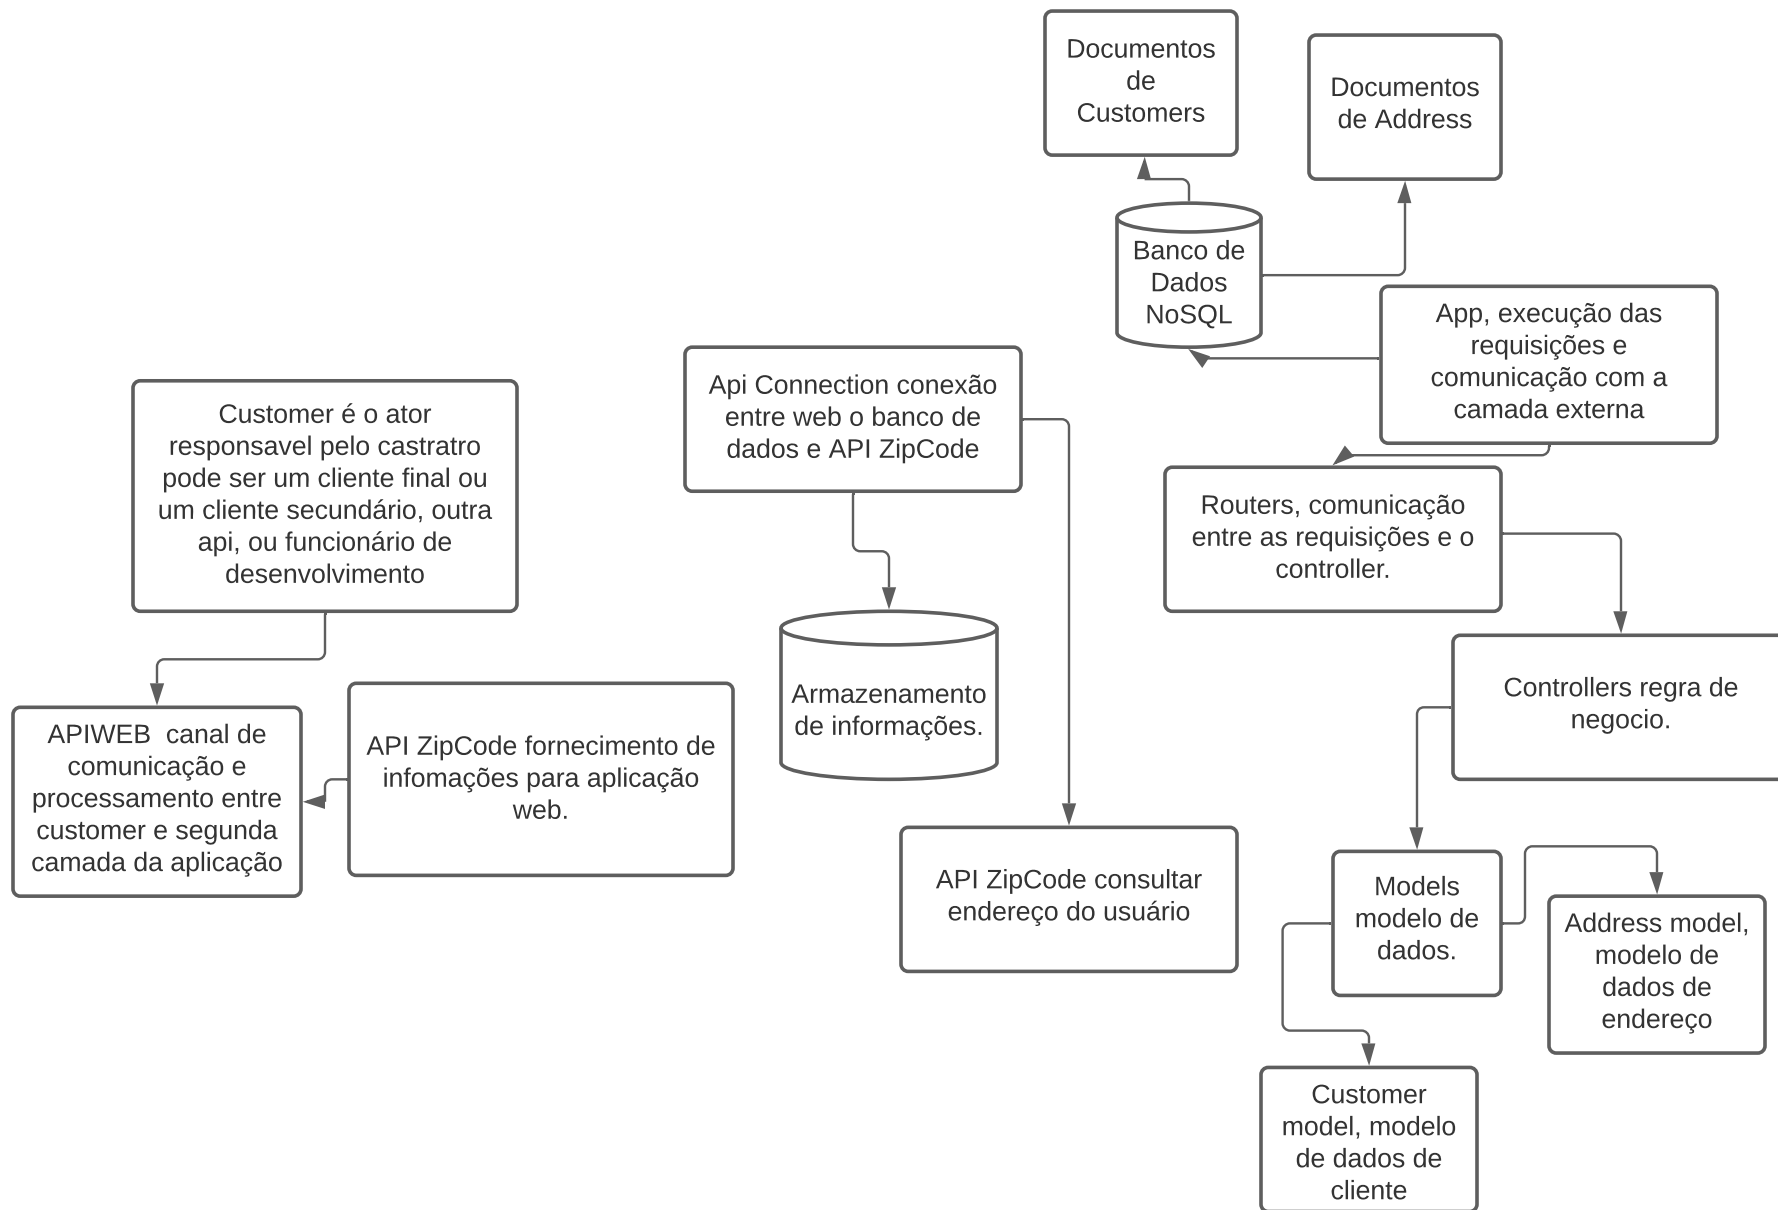 Documentos
de
Customers
Documentos
de Address
Banco de
Dados
NoSQL
App, execução das
requisições e
comunicação com a
camada externa
Api Connection conexão
entre web o banco de
dados e API ZipCode
Customer é o ator
responsavel pelo castratro
pode ser um cliente final ou
um cliente secundário, outra
api, ou funcionário de
desenvolvimento
Routers, comunicação
entre as requisições e o
controller.
Armazenamento
de informações.
Controllers regra de
negocio.
APIWEB  canal de
comunicação e
processamento entre
customer e segunda
camada da aplicação
API ZipCode fornecimento de
infomações para aplicação
web.
API ZipCode consultar
endereço do usuário
Models
modelo de
dados.
Address model,
modelo de
dados de
endereço
Customer
model, modelo
de dados de
cliente